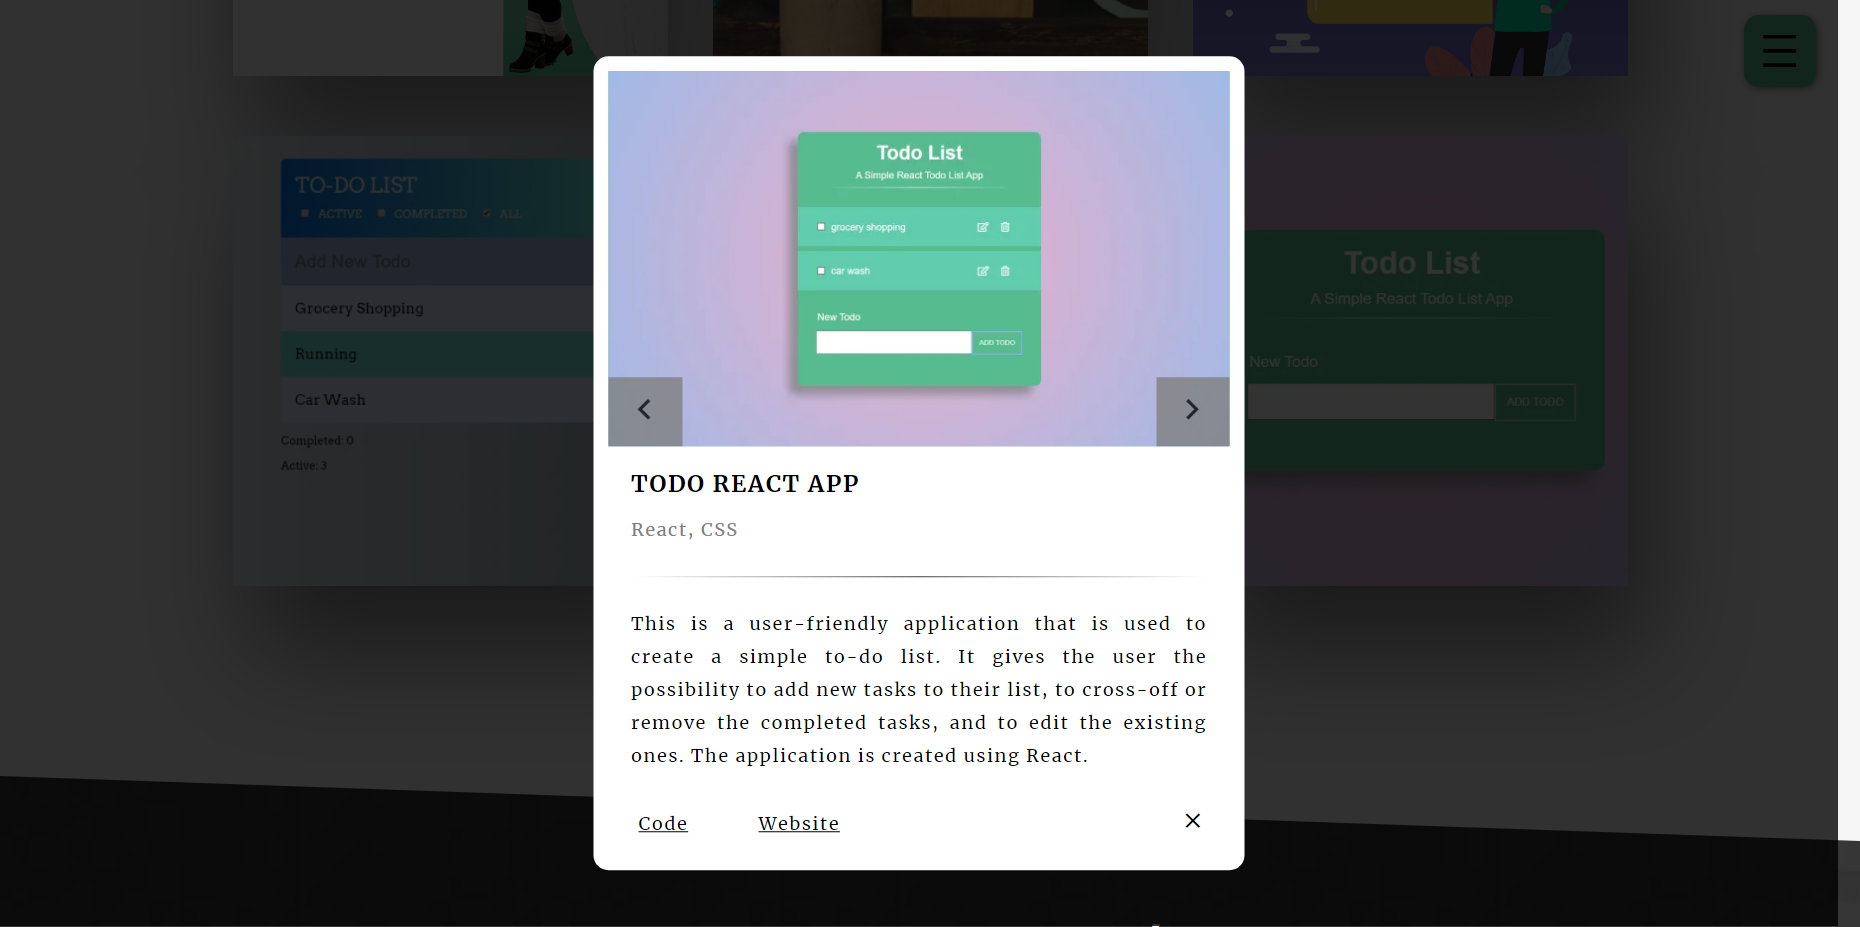 TO-DO LIST
ACTIVE COMPLETED ALL
Add New Todo
Grocery Shopping
Running
Car Wash
Completed: 0
Active: 3
Todo List
A Simple React Todo List App
grocery shopping
car wash
New Todo
ADD TODO
TODO REACT APP
React, CSS
This is a user-friendly application that is used to
create a simple to-do list. It gives the user the
possibility to add new tasks to their list, to cross-off or
remove the completed tasks, and to edit the existing
ones. The application is created using React.
Code Website
Todo List
A Simple React Todo List App
New Todo
ADD TODO